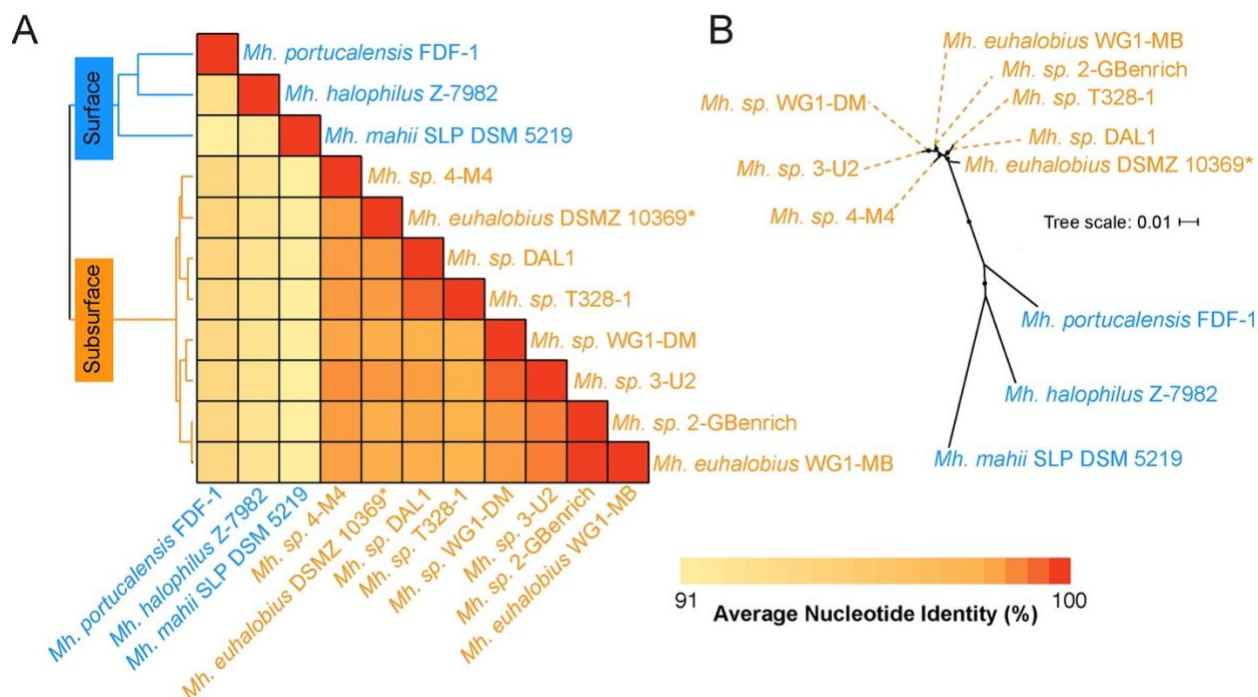 A
Surface
Subsurface
Mh. portucalensis FDF-1
Mh. halophilus Z-7982
Mh. mahii SLP DSM 5219
Mh. sp. 4-M4
Mh. euhalobius DSMZ 10369*
Mh. sp. DAL1
Mh. sp. T328-1
Mh. sp. WG1-DM
Mh. sp. 3-U2
Mh. sp. 2-GBenrich
Mh. euhalobius WG1-MB
Mh. portucalensis FDF-1
Mh. halophilus Z-7982
Mh. mahii SLP DSM 5219
Mh. sp. 4-M4
Mh. euhalobius DSMZ 10369*
Mh. sp. DAL1
Mh. sp. T328-1
Mh. sp. WG1-DM
Mh. sp. 3-U2
Mh. sp. 2-GBenrich
Mh. euhalobius WG1-MB
B
Mh. euhalobius WG1-MB
Mh. sp. 2-GBenrich
Mh. sp. WG1-DM
Mh. sp. T328-1
Mh. sp. DAL1
Mh. sp. 3-U2
Mh. euhalobius DSMZ 10369*
Mh. sp. 4-M4
Tree scale: 0.01
Mh. portucalensis FDF-1
Mh. halophilus Z-7982
Mh. mahii SLP DSM 5219
91
100
Average Nucleotide Identity (%)